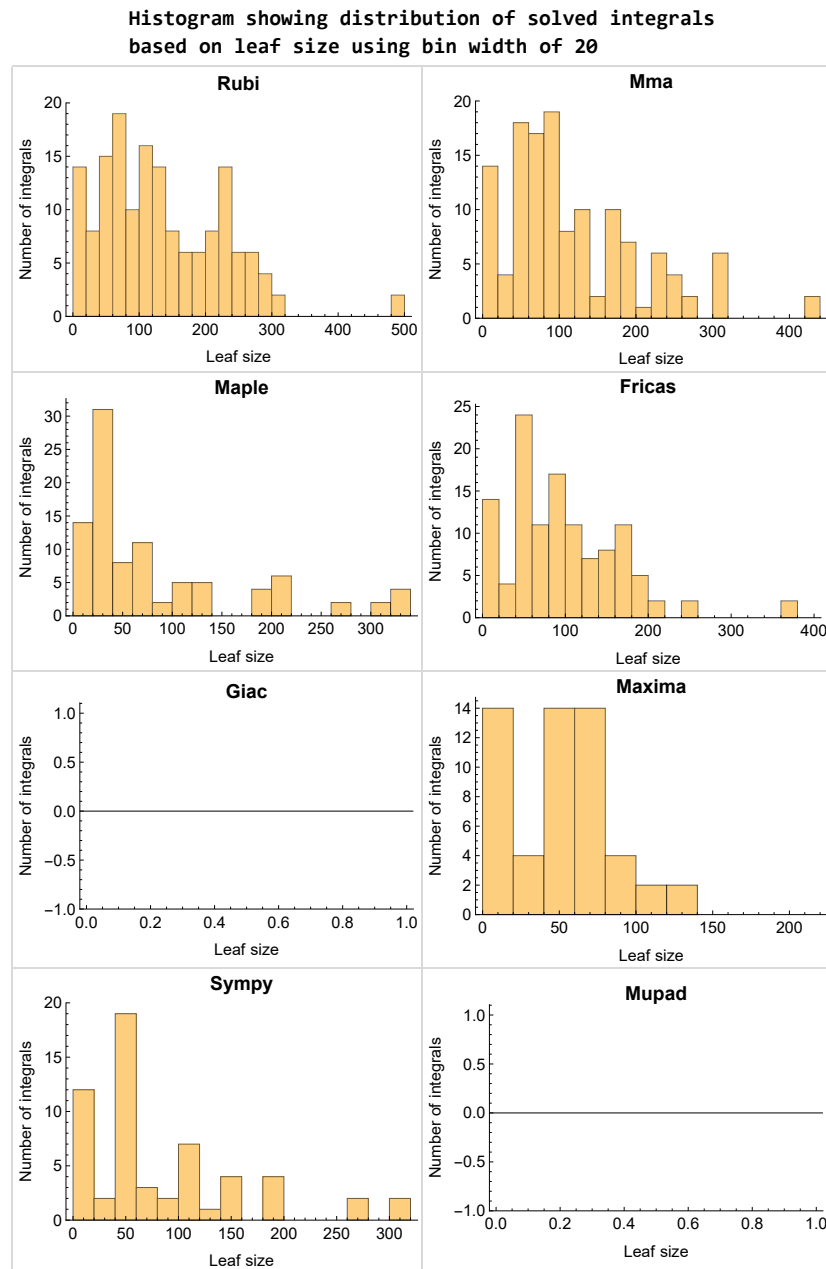 Histogram showing distribution of solved integrals
based on leaf size using bin width of 20
Rubi
Number of integrals
20
15
10
5
0
0 100 200 300 400 500
Leaf size
Mma
Number of integrals
20
15
10
5
0
0 100 200 300 400
Leaf size
Maple
Number of integrals
30
25
20
15
10
5
0
0 50 100 150 200 250 300
Leaf size
Fricas
Number of integrals
25
20
15
10
5
0
0 100 200 300 400
Leaf size
Giac
Number of integrals
1.0
0.5
0.0
−0.5
−1.0
0.0 0.2 0.4 0.6 0.8 1.0
Leaf size
Maxima
Number of integrals
14
12
10
8
6
4
2
0
0 50 100 150 200
Leaf size
Sympy
Number of integrals
20
15
10
5
0
0 50 100 150 200 250 300
Leaf size
Mupad
Number of integrals
1.0
0.5
0.0
−0.5
−1.0
0.0 0.2 0.4 0.6 0.8 1.0
Leaf size